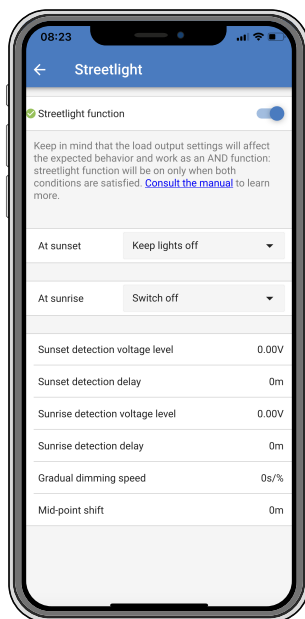 08:23
Streetlight
Streetlight function
Keep in mind that the load output settings will affect
the expected behavior and work as an AND function:
streetlight function will be on only when both
conditions are satisfied. Consult the manual to learn
more.
At sunset Keep lights off
At sunrise Switch off
Sunset detection voltage level 0.00V
Sunset detection delay 0m
Sunrise detection voltage level 0.00V
Sunrise detection delay 0m
Gradual dimming speed 0s/%
Mid-point shift 0m